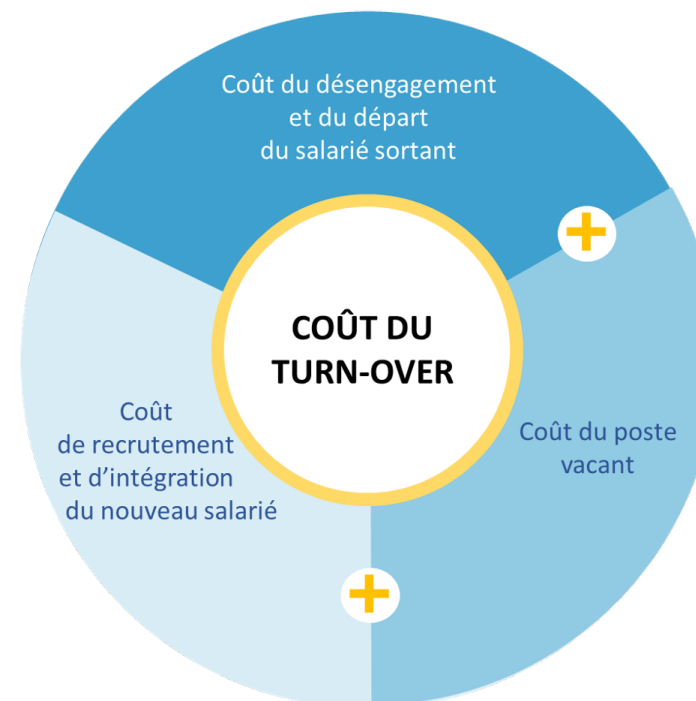 Coût du désengagement
et du départ
du salarié sortant
+
COÛT DU
TURN-OVER
Coût du poste
vacant
+
Coût
de recrutement
et d’intégration
du nouveau salarié